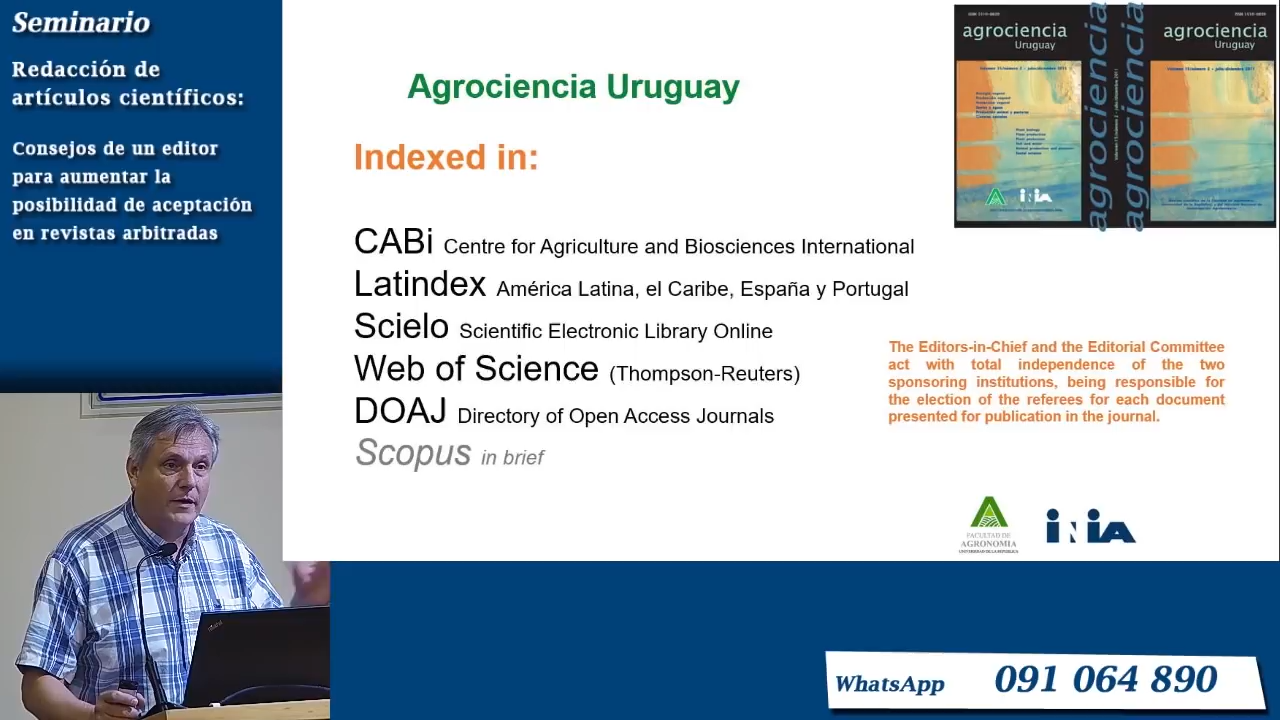 Seminario
Redacción de
artículos científicos:
Consejos de un editor
para aumentar la
posibilidad de aceptación
en revistas arbitradas
Agrociencia Uruguay
Indexed in:
CABi Centre for Agriculture and Biosciences International
Latindex América Latina, el Caribe, España y Portugal
Scielo Scientific Electronic Library Online
Web of Science (Thompson-Reuters)
DOAJ Directory of Open Access Journals
Scopus in brief
agrociencia
Uruguay
agrociencia
agrociencia
agrociencia
Uruguay
The Editors-in-Chief and the Editorial Committee
act with total independence of the two
sponsoring institutions, being responsible for
the election of the referees for each document
presented for publication in the journal.
FACULTAD DE
AGRONOMIA
UNIVERSIDAD DE LA REPUBLICA
INIA
WhatsApp 091 064 890